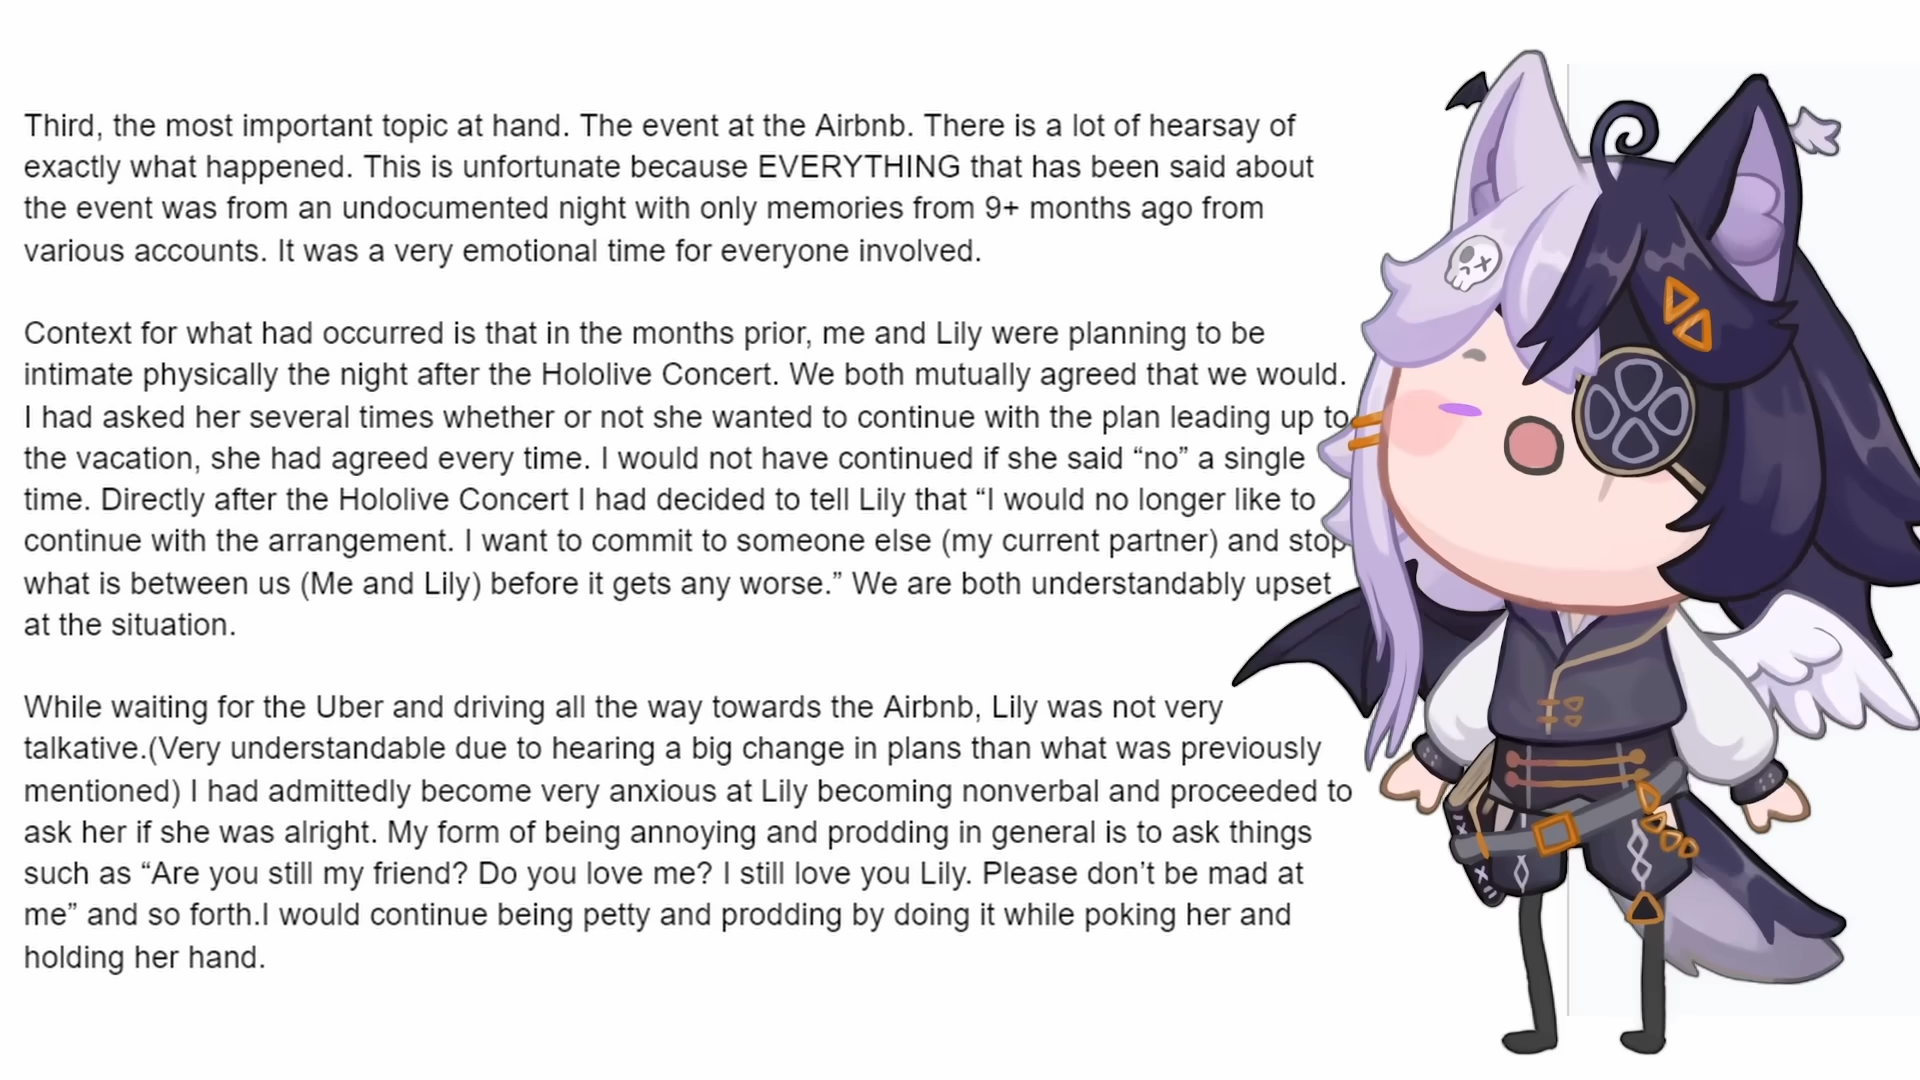 Third, the most important topic at hand. The event at the Airbnb. There is a lot of hearsay of
exactly what happened. This is unfortunate because EVERYTHING that has been said about
the event was from an undocumented night with only memories from 9+ months ago from
various accounts. It was a very emotional time for everyone involved.
Context for what had occurred is that in the months prior, me and Lily were planning to be
intimate physically the night after the Hololive Concert. We both mutually agreed that we would.
I had asked her several times whether or not she wanted to continue with the plan leading up to
the vacation, she had agreed every time. I would not have continued if she said “no” a single
time. Directly after the Hololive Concert I had decided to tell Lily that “I would no longer like to
continue with the arrangement. I want to commit to someone else (my current partner) and stop
what is between us (Me and Lily) before it gets any worse.” We are both understandably upset
at the situation.
While waiting for the Uber and driving all the way towards the Airbnb, Lily was not very
talkative.(Very understandable due to hearing a big change in plans than what was previously
mentioned) I had admittedly become very anxious at Lily becoming nonverbal and proceeded to
ask her if she was alright. My form of being annoying and prodding in general is to ask things
such as “Are you still my friend? Do you love me? I still love you Lily. Please don’t be mad at
me” and so forth.I would continue being petty and prodding by doing it while poking her and
holding her hand.